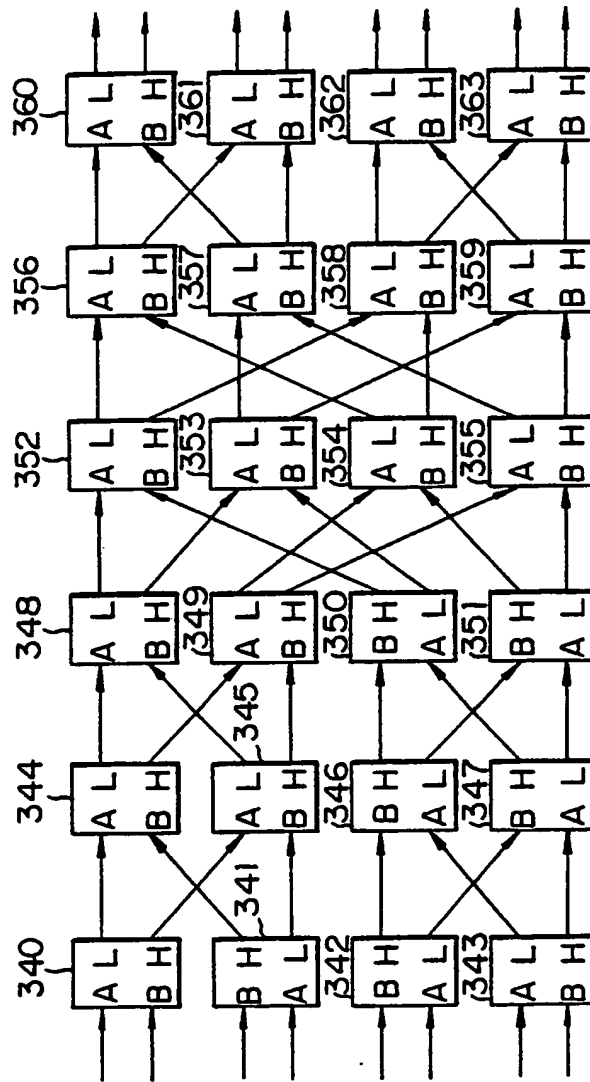 340 344 348 352 356 360
A L A L A L A L A L A L
B H B H B H B H B H B H
341 345 349 353 357 361
B H A L A L A L A L A L
A L B H B H B H B H B H
342 346 350 354 358 362
B H B H B H A L A L A L
A L A L A L B H B H B H
343 347 351 355 359 363
A L B H B H A L A L A L
B H A L A L B H B H B H